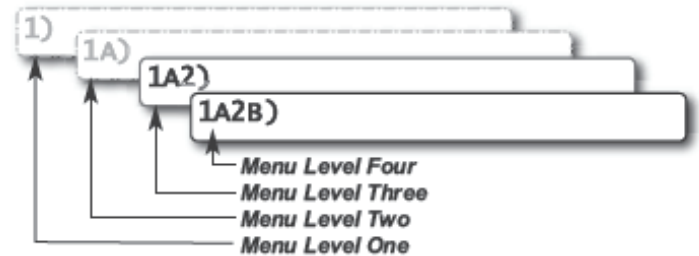 1)
1A)
1A2)
1A2B)
Menu Level Four
Menu Level Three
Menu Level Two
Menu Level One